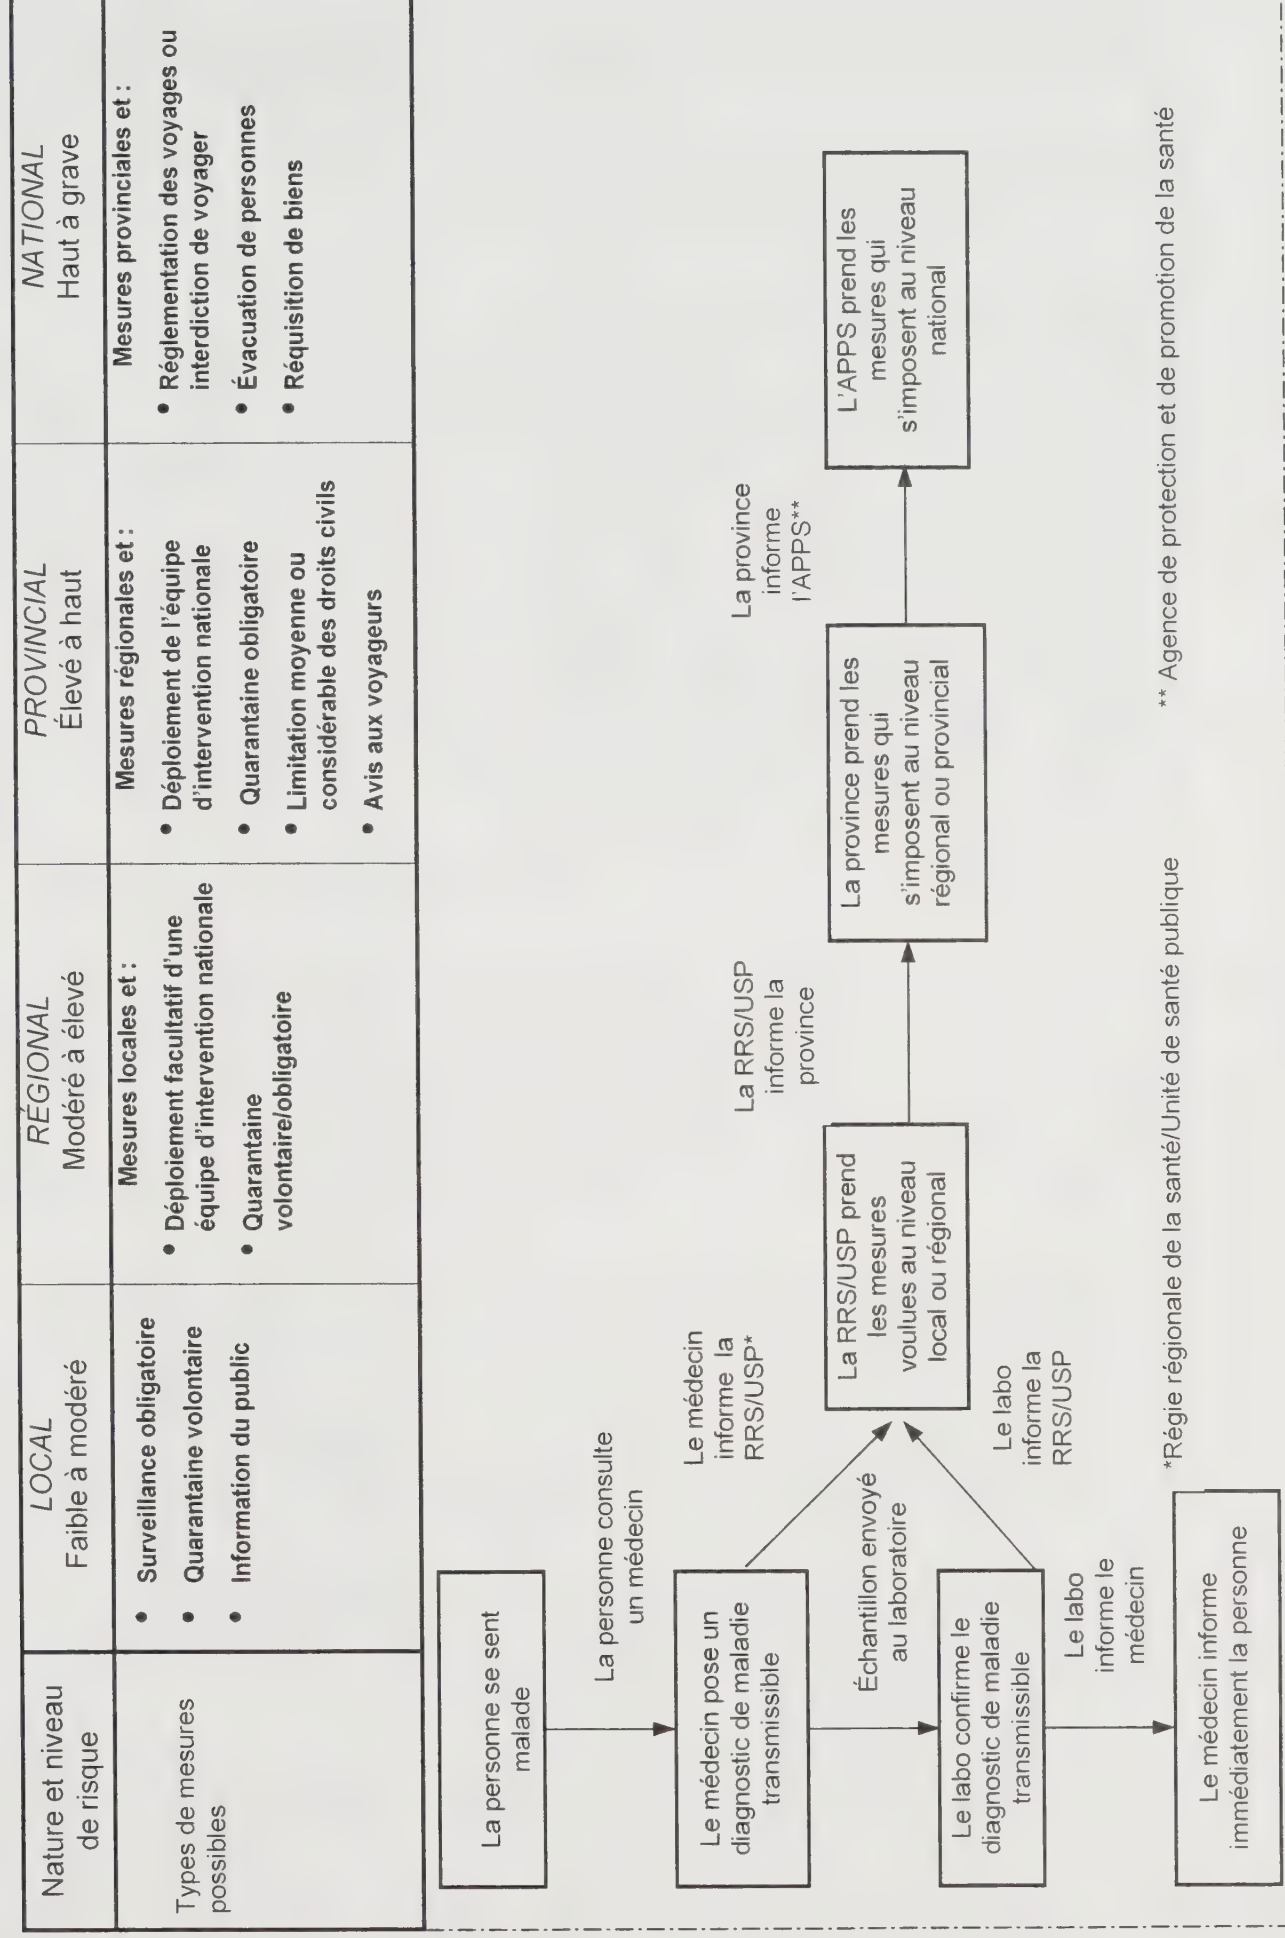 Nature et niveau
de risque
LOCAL
Faible à modéré
RÉGIONAL
Modéré à élevé
PROVINCIAL
Élevé à haut
NATIONAL
Haut à grave
Types de mesures
possibles
• Surveillance obligatoire
• Quarantaine volontaire
• Information du public
Mesures locales et :
• Déploiement facultatif d'une
équipe d'intervention nationale
• Quarantaine
volontaire/obligatoire
Mesures régionales et :
• Déploiement de l'équipe
d'intervention nationale
• Quarantaine obligatoire
• Limitation moyenne ou
considérable des droits civils
• Avis aux voyageurs
Mesures provinciales et :
• Réglementation des voyages ou
interdiction de voyager
• Évacuation de personnes
• Réquisition de biens
La personne se sent
malade
La personne consulte
un médecin
Le médecin pose un
diagnostic de maladie
transmissible
Le médecin
informe la
RRS/USP*
Échantillon envoyé
au laboratoire
Le labo confirme le
diagnostic de maladie
transmissible
Le labo
informe la
RRS/USP
Le labo
informe le
médecin
Le médecin informe
immédiatement la personne
La RRS/USP prend
les mesures
voulues au niveau
local ou régional
La RRS/USP
informe la
province
La province prend les
mesures qui
s'imposent au niveau
régional ou provincial
La province
informe
l'APPS**
L'APPS prend les
mesures qui
s'imposent au niveau
national
*Régie régionale de la santé/Unité de santé publique
** Agence de protection et de promotion de la santé